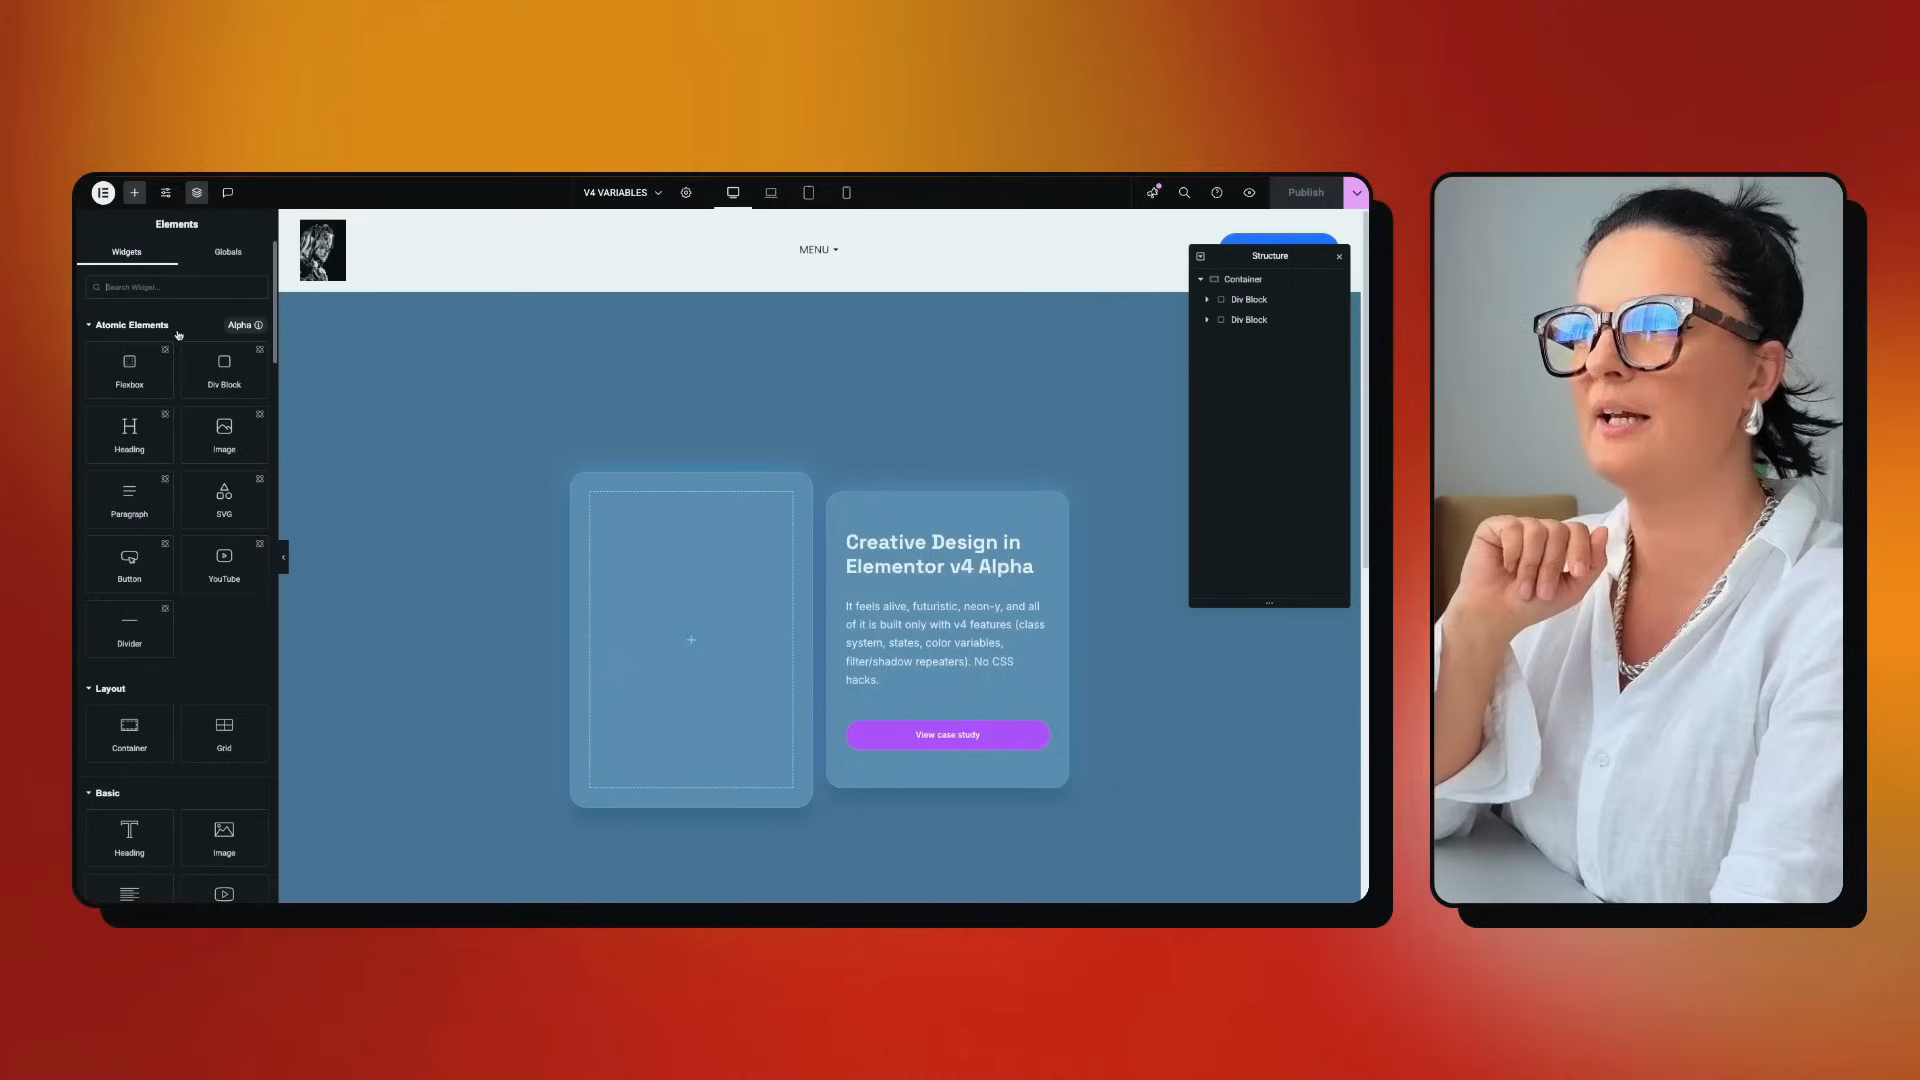 V4 VARIABLES
Publish
Elements
Widgets
Globals
Search Widget...
Atomic Elements
Alpha
Flexbox
Div Block
Heading
Image
Paragraph
SVG
Button
YouTube
Divider
Layout
Container
Grid
Basic
Heading
Image
MENU
Structure
Container
Div Block
Div Block
Creative Design in
Elementor v4 Alpha
It feels alive, futuristic, neon-y, and all
of it is built only with v4 features (class
system, states, color variables,
filter/shadow repeaters). No CSS
hacks.
View case study